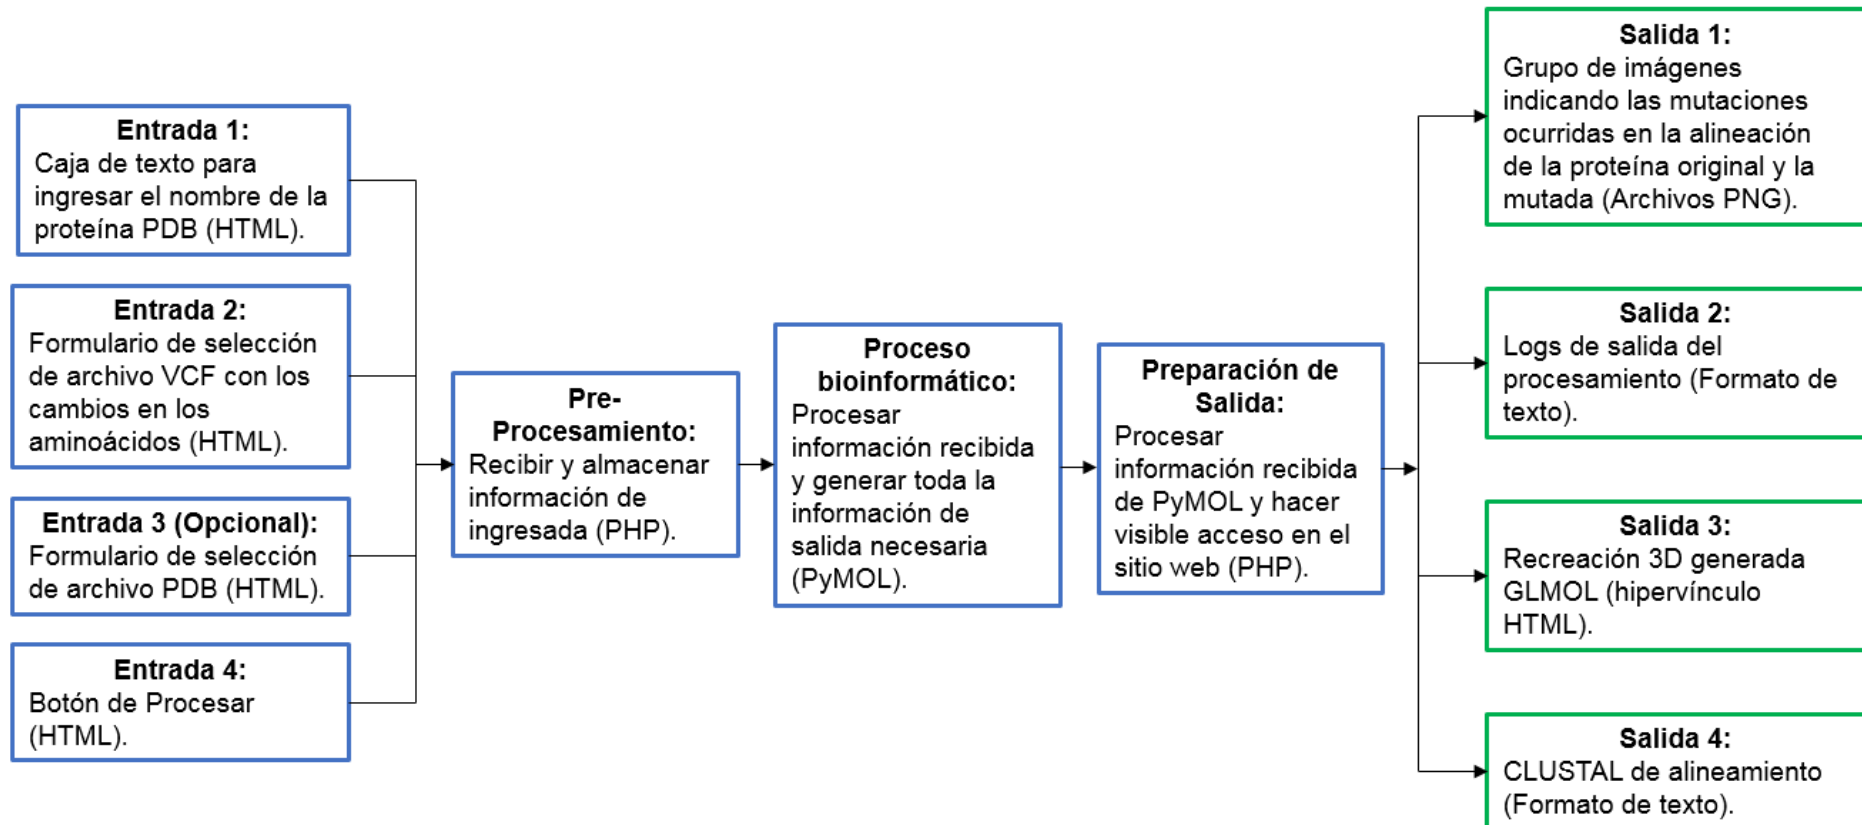 Entrada 1:
Caja de texto para
ingresar el nombre de la
proteína PDB (HTML).
Entrada 2:
Formulario de selección
de archivo VCF con los
cambios en los
aminoácidos (HTML).
Entrada 3 (Opcional):
Formulario de selección
de archivo PDB (HTML).
Entrada 4:
Botón de Procesar
(HTML).
Pre-
Procesamiento:
Recibir y almacenar
información de
ingresada (PHP).
Proceso
bioinformático:
Procesar
información recibida
y generar toda la
información de
salida necesaria
(PyMOL).
Preparación de
Salida:
Procesar
información recibida
de PyMOL y hacer
visible acceso en el
sitio web (PHP).
Salida 1:
Grupo de imágenes
indicando las mutaciones
ocurridas en la alineación
de la proteína original y la
mutada (Archivos PNG).
Salida 2:
Logs de salida del
procesamiento (Formato de
texto).
Salida 3:
Recreación 3D generada
GLMOL (hipervínculo
HTML).
Salida 4:
CLUSTAL de alineamiento
(Formato de texto).